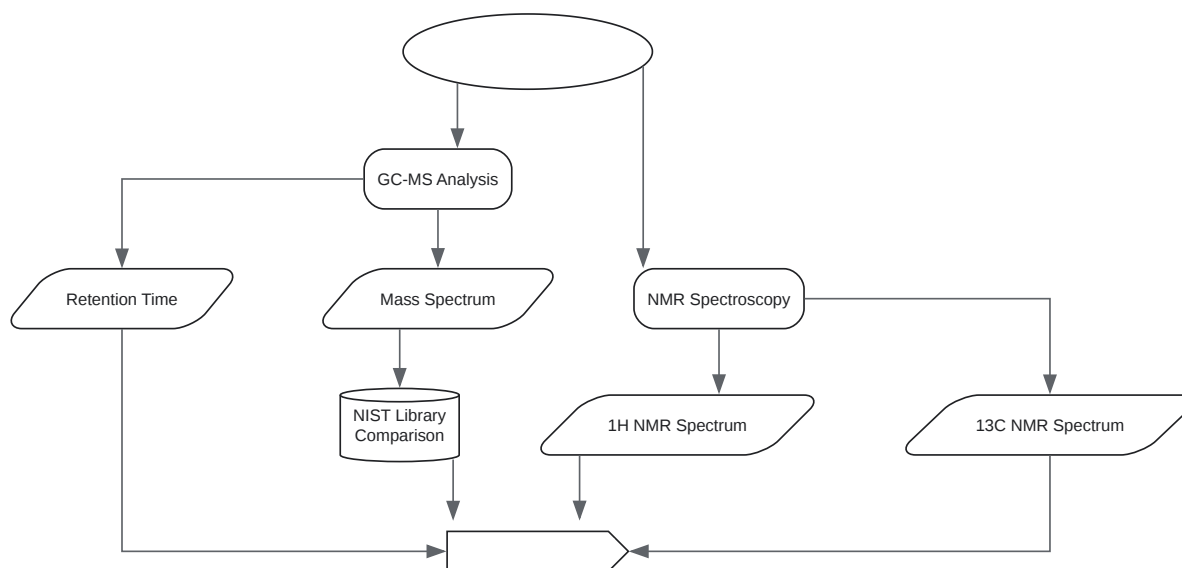 GC-MS Analysis
Retention Time
Mass Spectrum
NMR Spectroscopy
NIST Library
Comparison
1H NMR Spectrum
13C NMR Spectrum